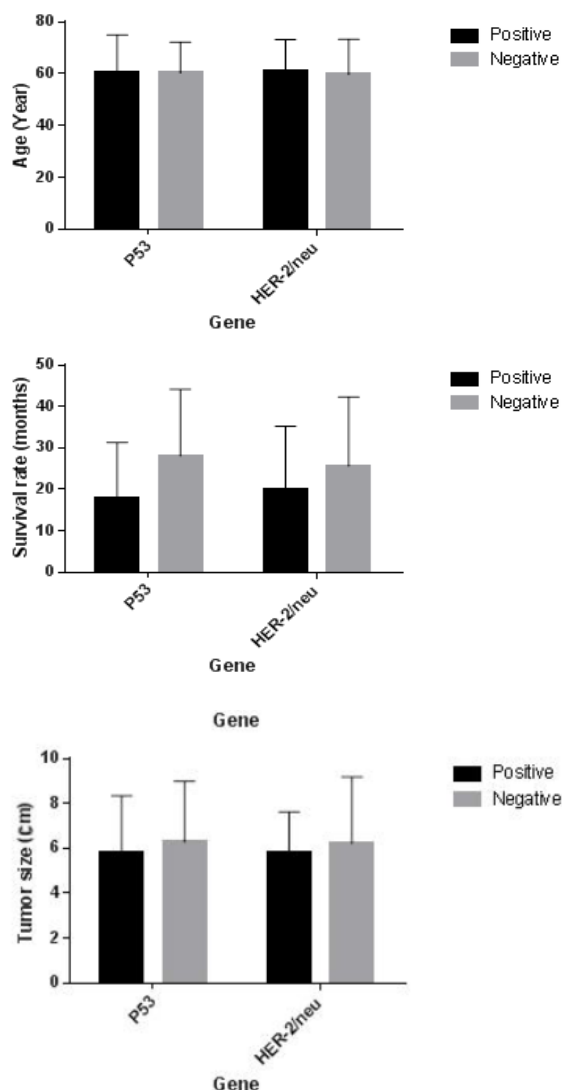 80
60
40
20
0
Age (Year)
P53
HER-2/neu
Gene
Positive
Negative
50
40
30
20
10
0
Survival rate (months)
P53
HER-2/neu
Gene
Positive
Negative
Gene
10
8
6
4
2
0
Tumor size (Cm)
P53
HER-2/neu
Gene
Positive
Negative